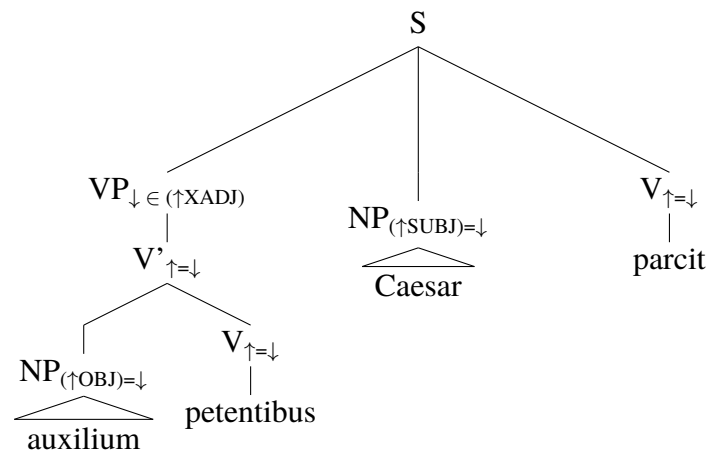 S
VP↓ ∈ (↑XADJ)
NP(↑SUBJ)=↓
V↑=↓
V’↑=↓
Caesar
parcit
NP(↑OBJ)=↓
V↑=↓
auxilium
petentibus